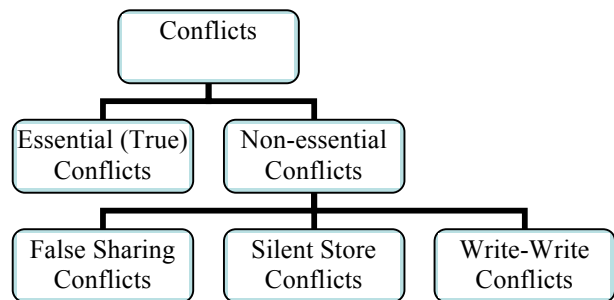 Conflicts
Essential (True)
Conflicts
Non-essential
Conflicts
False Sharing
Conflicts
Silent Store
Conflicts
Write-Write
Conflicts